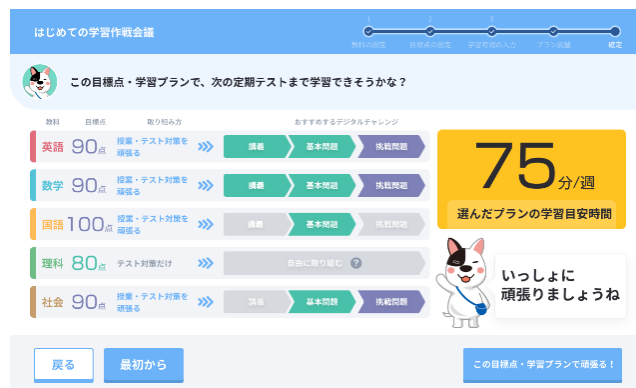 はじめての学習作戦会議
1 2 3
教科の設定 目標点の設定 学習時間の入力 プラン候補 確定
この目標点・学習プランで、次の定期テストまで学習できそうかな？
教科 目標点 取り組み方 おすすめするデジタルチャレンジ
英語 90点 授業・テスト対策を
頑張る
講義 基本問題 挑戦問題
数学 90点 授業・テスト対策を
頑張る
講義 基本問題 挑戦問題
国語 100点 授業・テスト対策を
頑張る
講義 基本問題 挑戦問題
理科 80点 テスト対策だけ 自由に取り組む ?
社会 90点 授業・テスト対策を
頑張る
講義 基本問題 挑戦問題
75分/週
選んだプランの学習目安時間
いっしょに
頑張りましょうね
戻る 最初から この目標点・学習プランで頑張る！